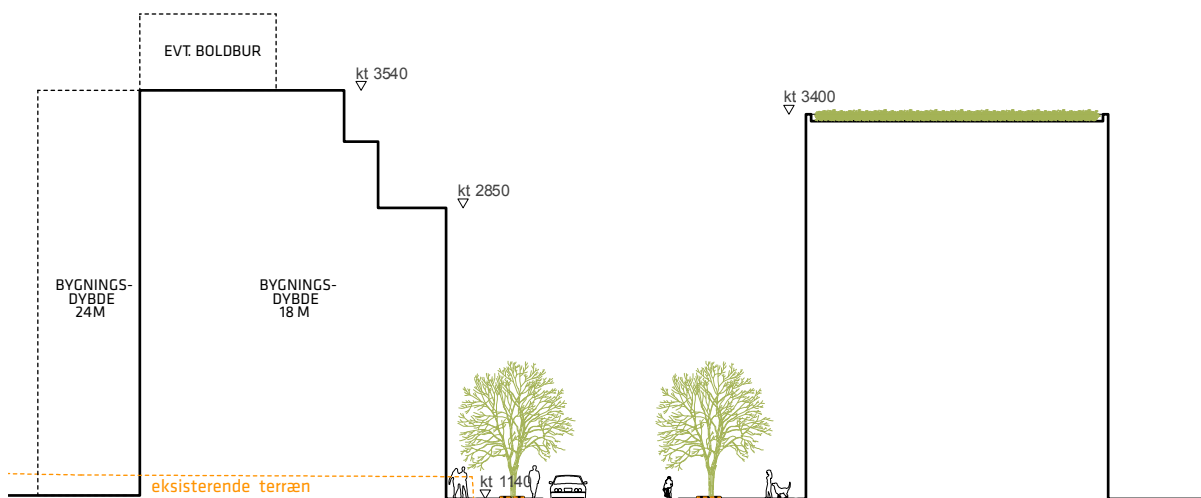 EVT. BOLDBUR
kt 3540
kt 3400
kt 2850
BYGNINGS-
DYBDE
24M
BYGNINGS-
DYBDE
18 M
kt 1140
eksisterende terræn